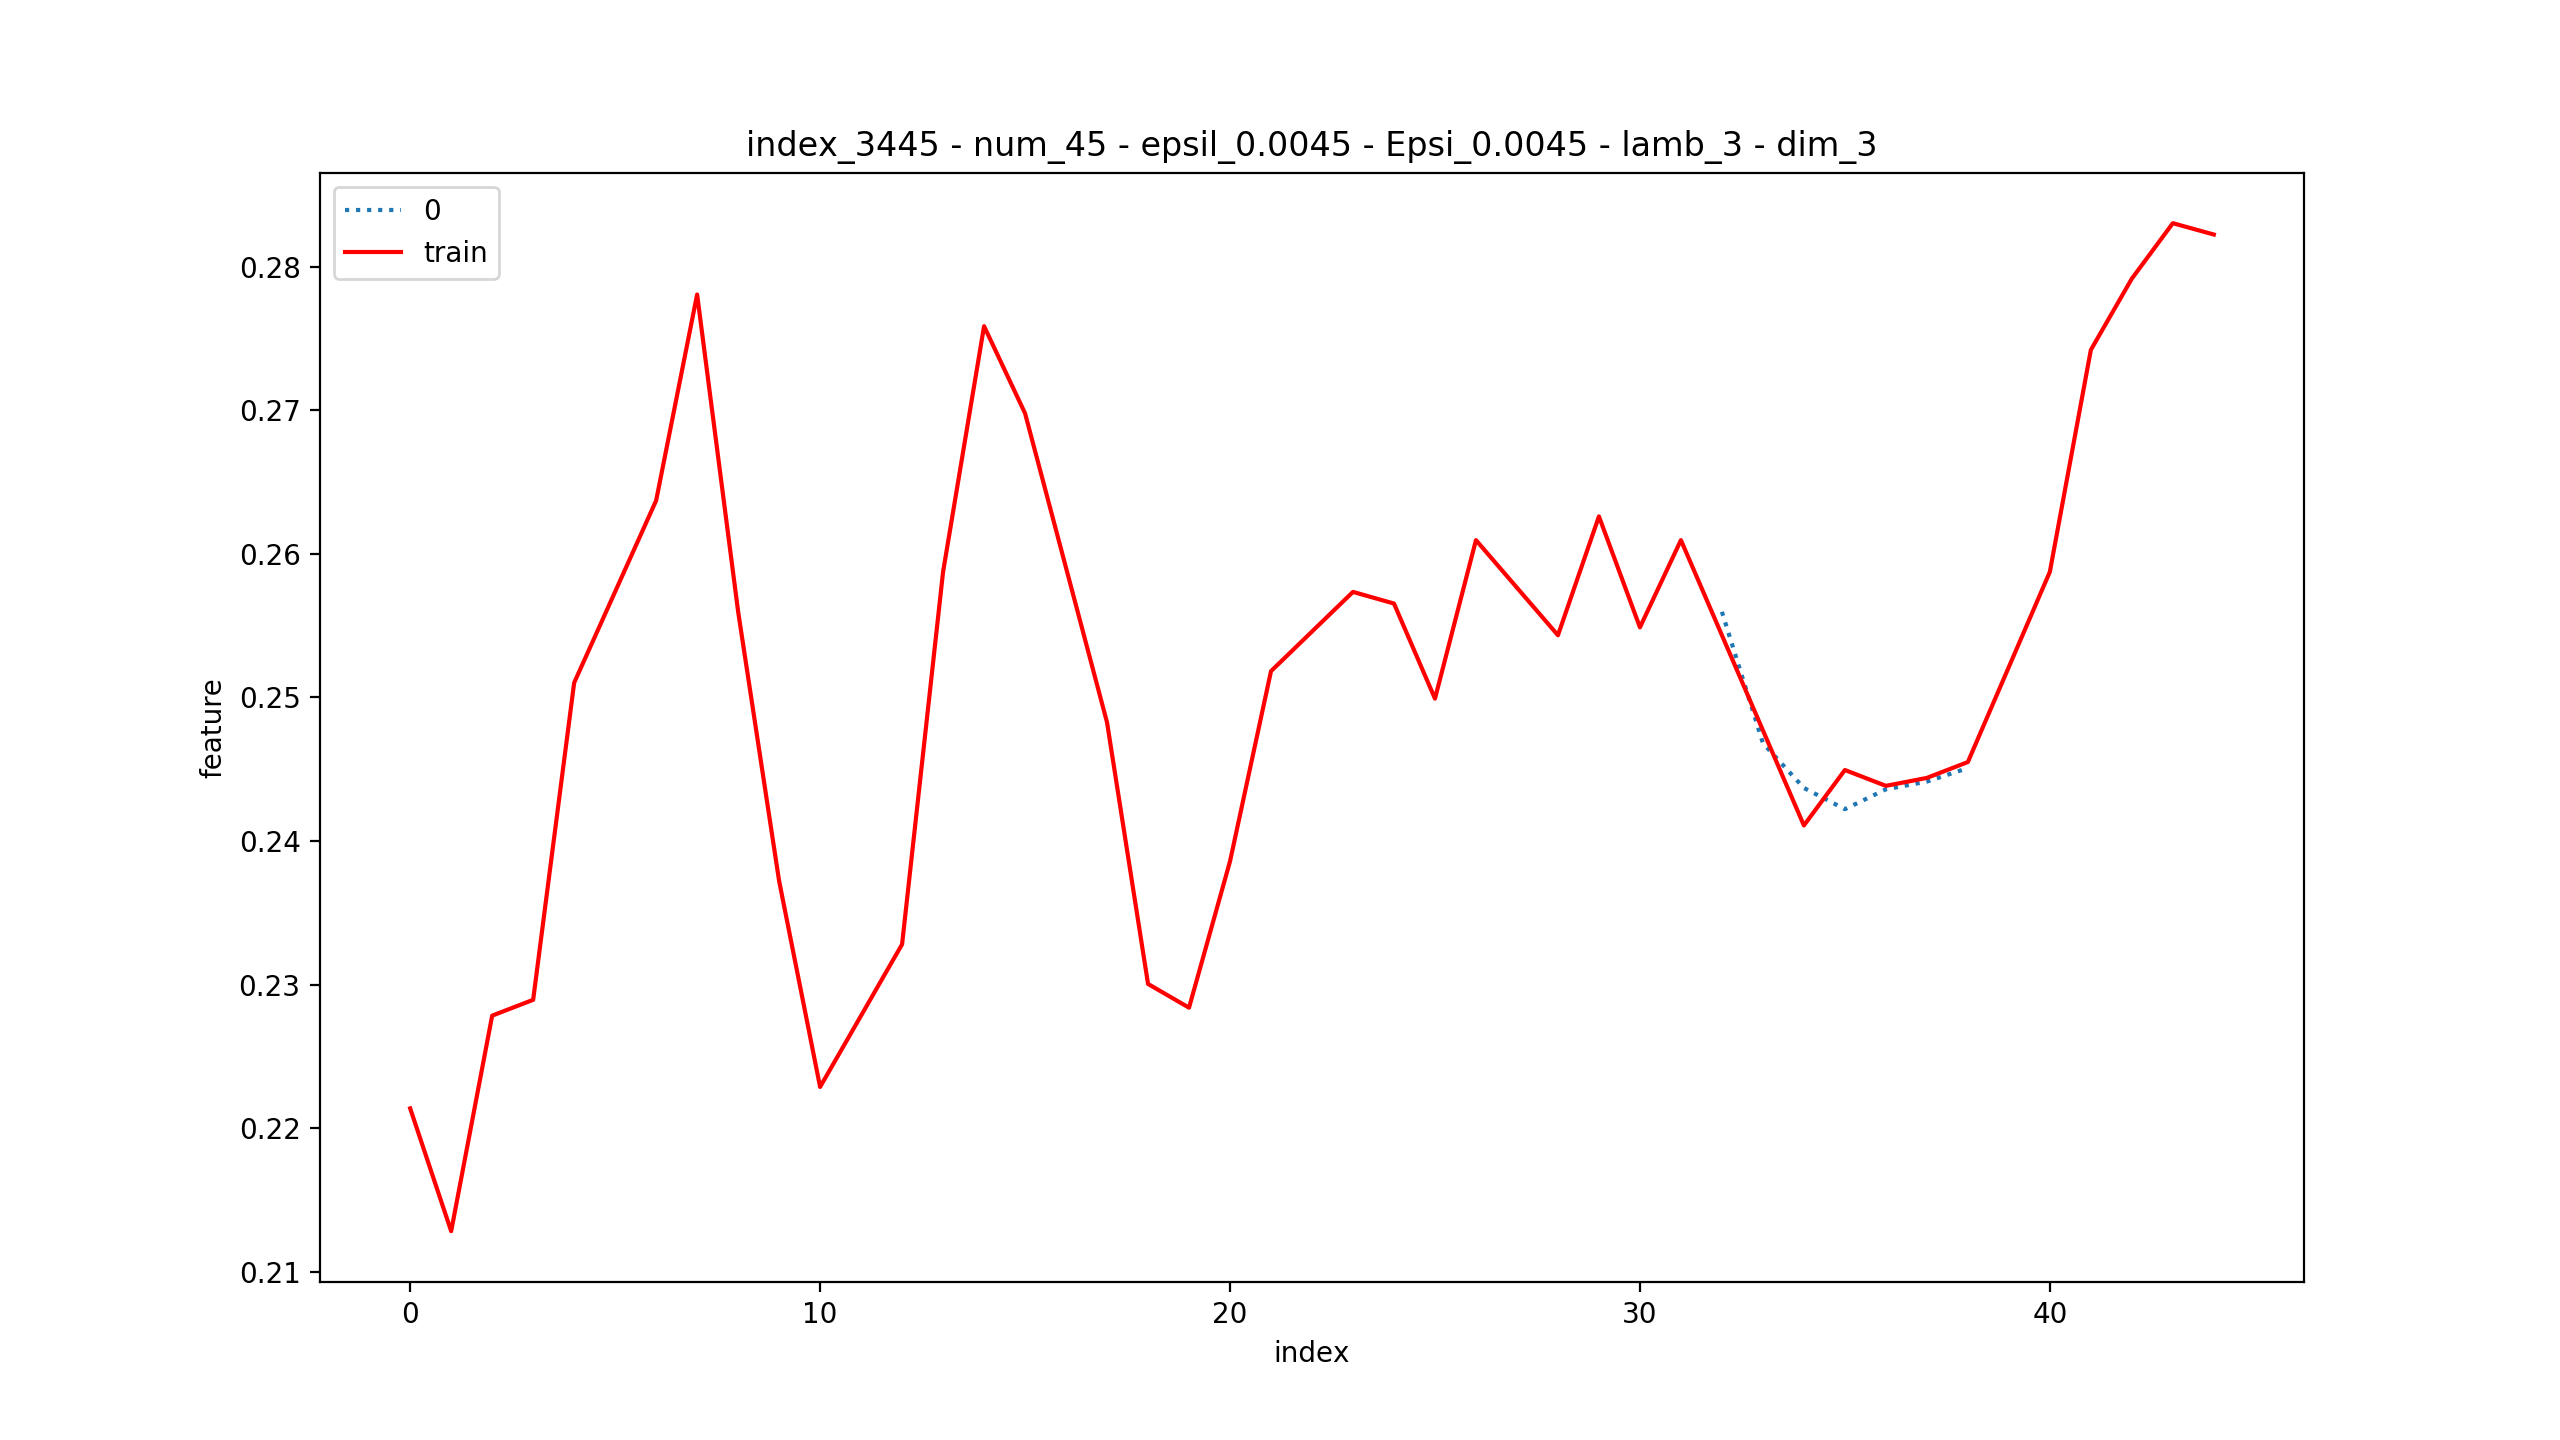 index_3445 - num_45 - epsil_0.0045 - Epsi_0.0045 - lamb_3 - dim_3
0
train
0.28
0.27
0.26
0.25
0.24
0.23
0.22
0.21
feature
0 10 20 30 40
index